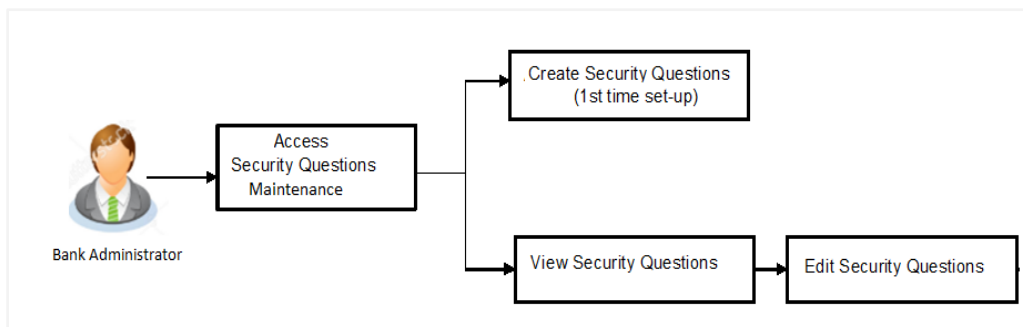 Create Security Questions
(1st time set-up)
Access
Security Questions
Maintenance
Bank Administrator
View Security Questions
Edit Security Questions